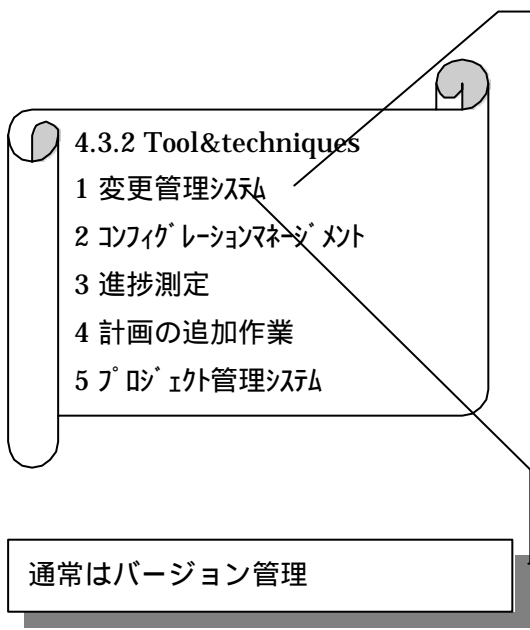 4.3.2 Tool&techniques
1 変更管理ｼｽﾃﾑ
2 ｺﾝﾌｨｸﾞﾚｰｼｮﾝﾏﾈｰｼﾞﾒﾝﾄ
3 進捗測定
4 計画の追加作業
5 ﾌﾟﾛｼﾞｪｸﾄ管理ｼｽﾃﾑ
通常はバージョン管理